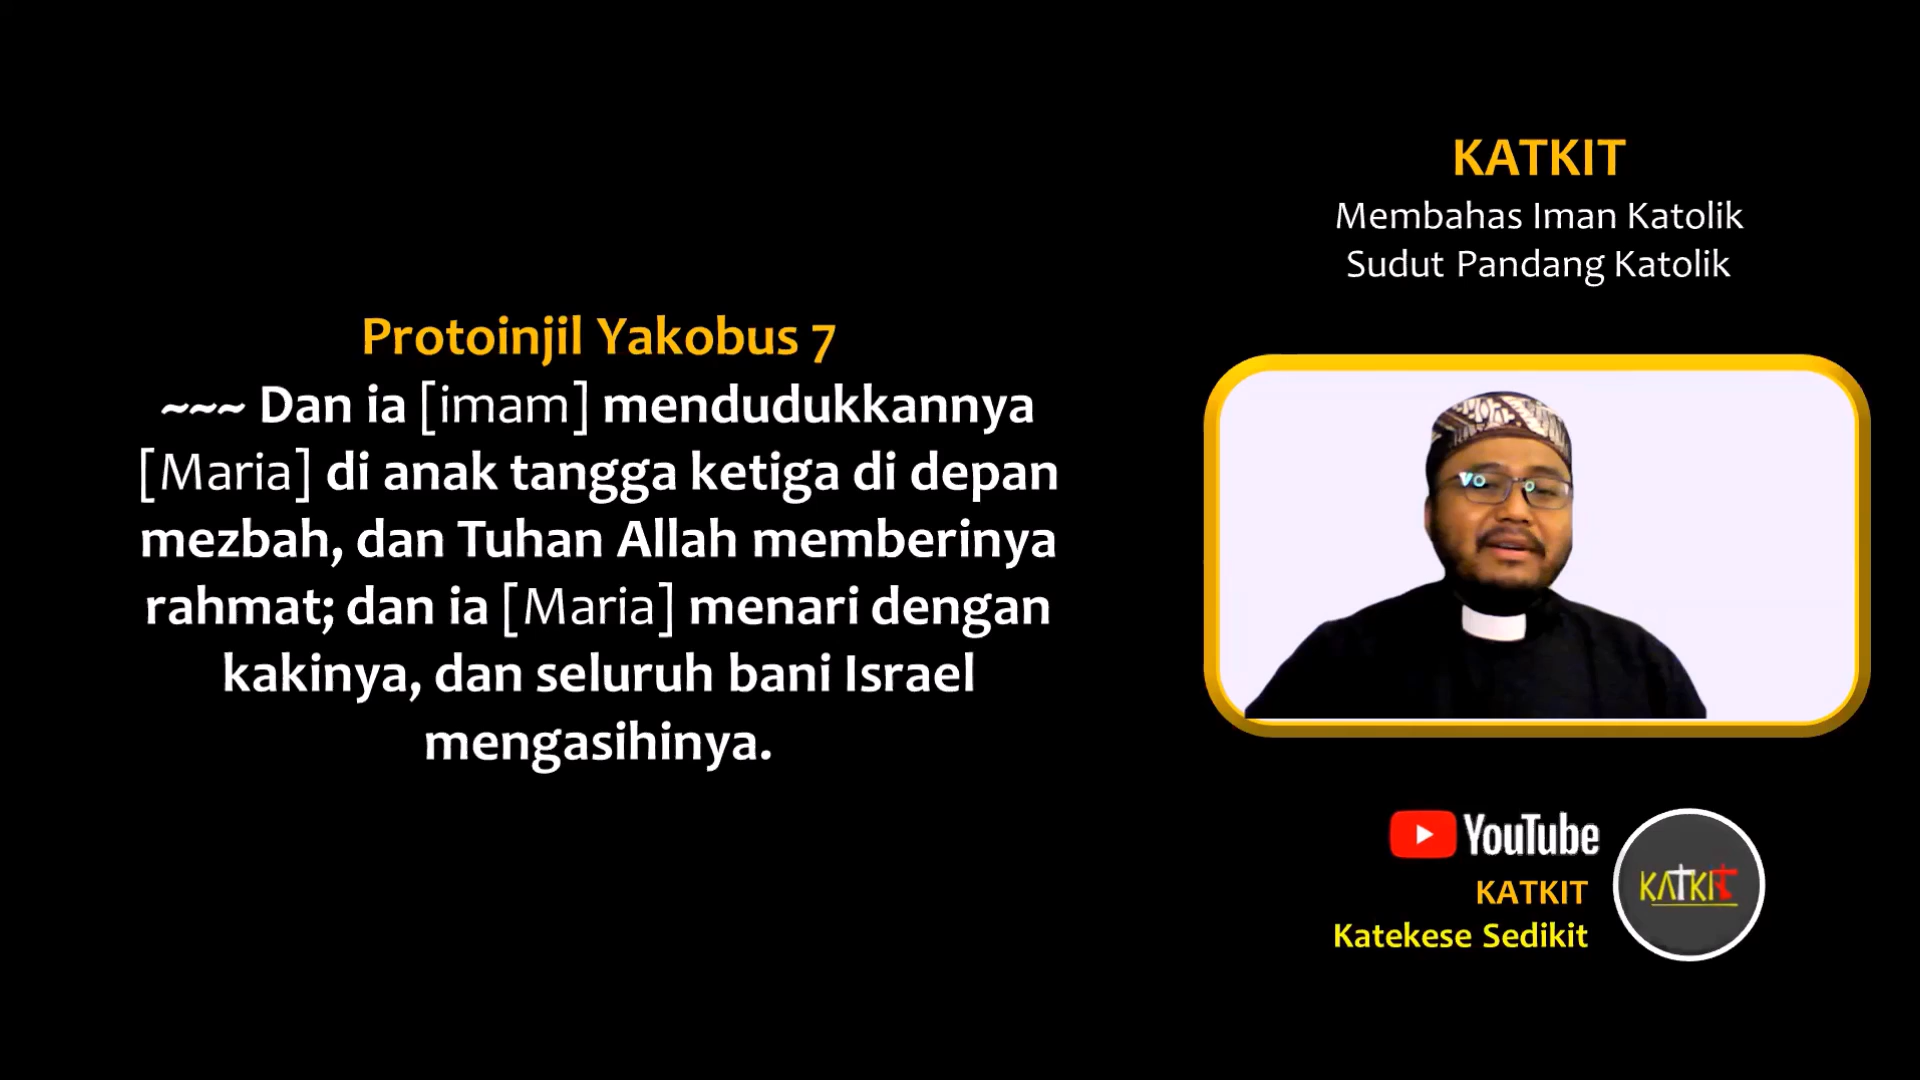 KATKIT
Membahas Iman Katolik
Sudut Pandang Katolik
Protoinjil Yakobus 7
~~~ Dan ia [imam] mendudukkannya
[Maria] di anak tangga ketiga di depan
mezbah, dan Tuhan Allah memberinya
rahmat; dan ia [Maria] menari dengan
kakinya, dan seluruh bani Israel
mengasihinya.
YouTube
KATKIT
Katekese Sedikit
KATKIT